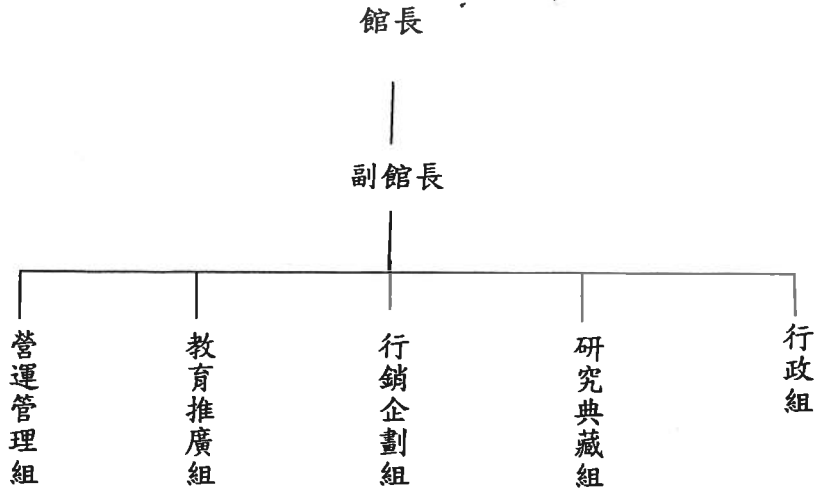 館長
副館長
營運管理組
教育推廣組
行銷企劃組
研究典藏組
行政組